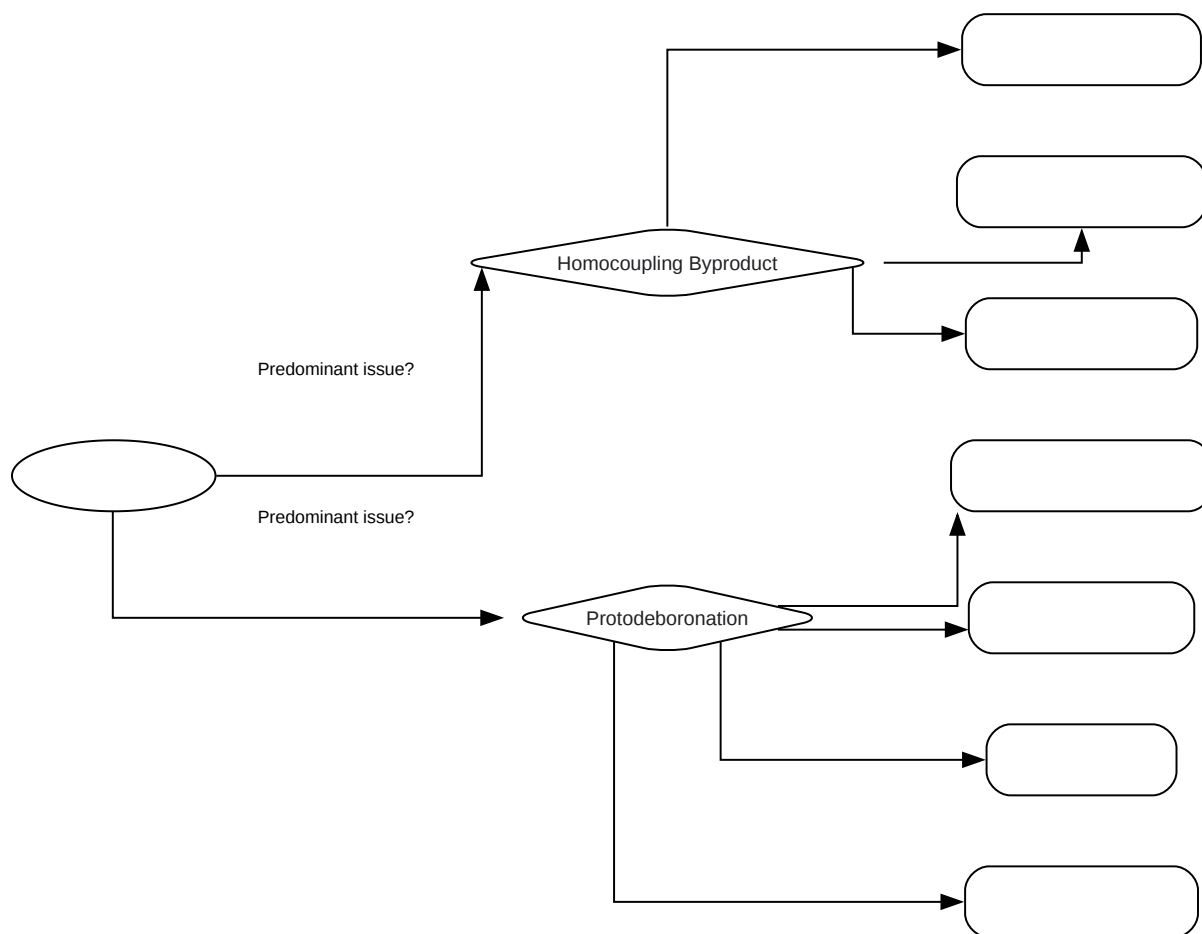 Homocoupling Byproduct
Predominant issue?
Predominant issue?
Protodeboronation